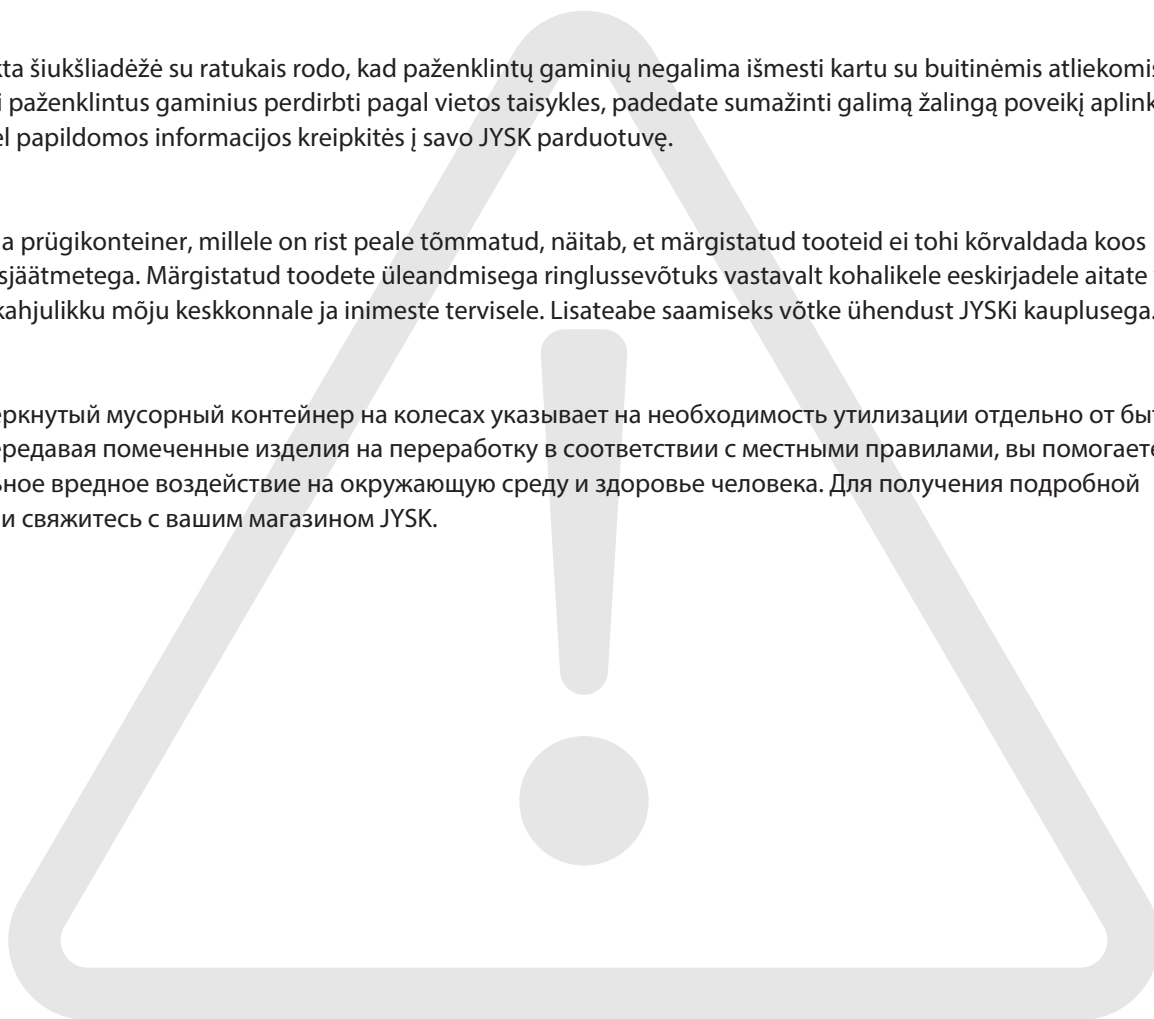 kta šiukšliadėžė su ratukais rodo, kad paženklintų gaminių negalima išmesti kartu su buitinėmis atliekomis
i paženklintus gaminius perdirbti pagal vietos taisykles, padedate sumažinti galimą žalingą poveikį aplink
el papildomos informacijos kreipkitės į savo JYSK parduotuvę.
a prügikonteiner, millele on rist peale tõmmatud, näitab, et märgistatud tooteid ei tohi kõrvaldada koos
sjäätmetega. Märgistatud toodete üleandmisega ringlussevõtuks vastavalt kohalikele eeskirjadele aitate
kahjulikku mõju keskkonnale ja inimeste tervisele. Lisateabe saamiseks võtke ühendust JYSKi kauplusega.
еркнутый мусорный контейнер на колесах указывает на необходимость утилизации отдельно от быт
ередавая помеченные изделия на переработку в соответствии с местными правилами, вы помогаете
ьное вредное воздействие на окружающую среду и здоровье человека. Для получения подробной
и свяжитесь с вашим магазином JYSK.